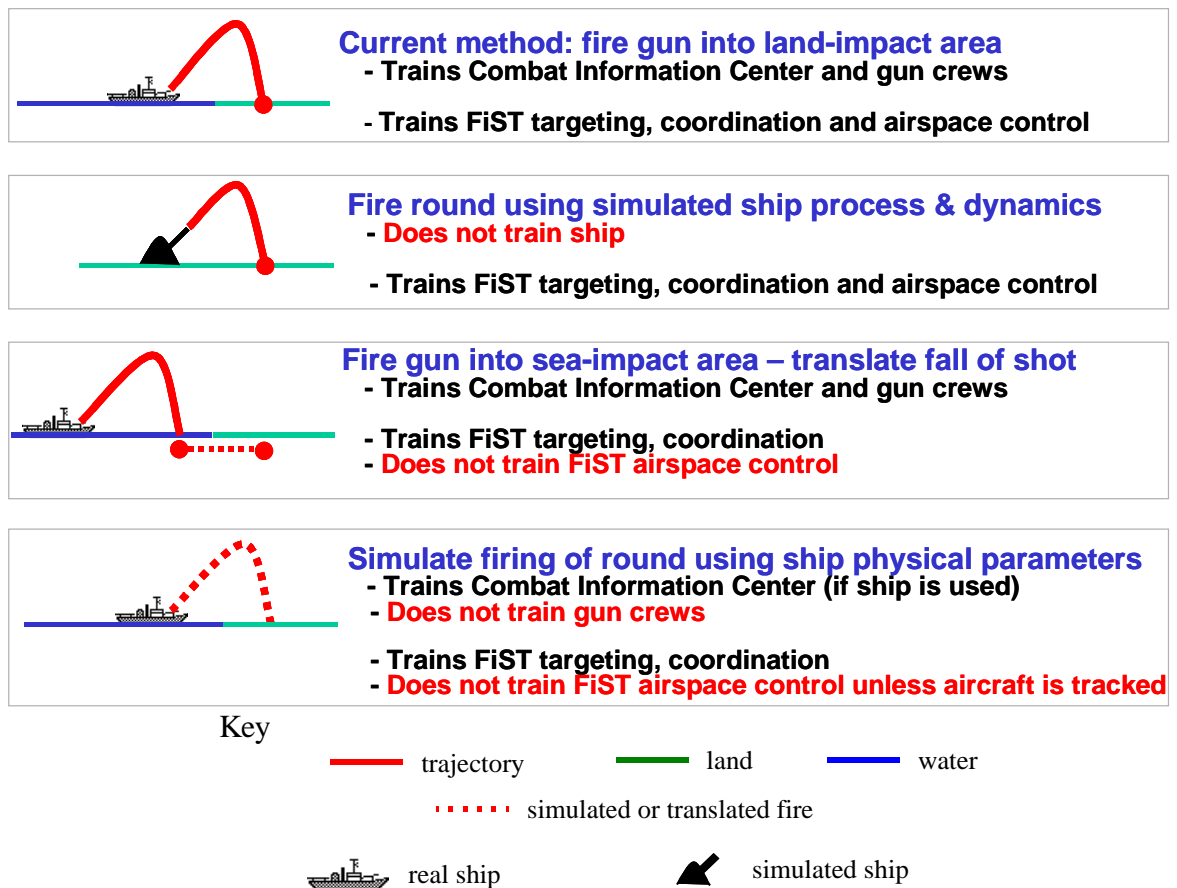 Current method: fire gun into land-impact area
- Trains Combat Information Center and gun crews
- Trains FiST targeting, coordination and airspace control
Fire round using simulated ship process & dynamics
- Does not train ship
- Trains FiST targeting, coordination and airspace control
Fire gun into sea-impact area – translate fall of shot
- Trains Combat Information Center and gun crews
- Trains FiST targeting, coordination
- Does not train FiST airspace control
Simulate firing of round using ship physical parameters
- Trains Combat Information Center (if ship is used)
- Does not train gun crews
- Trains FiST targeting, coordination
- Does not train FiST airspace control unless aircraft is tracked
Key
trajectory land water
simulated or translated fire
real ship simulated ship